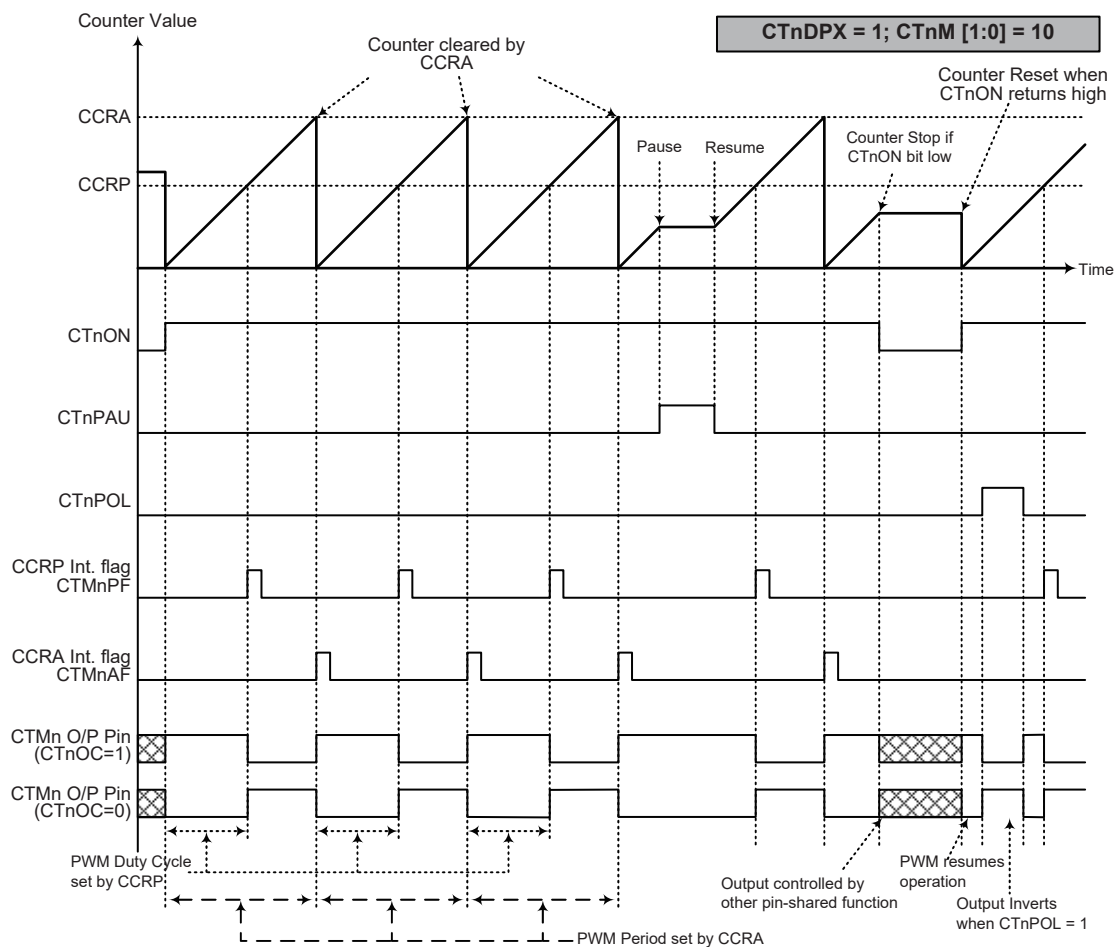 Counter Value
CTnDPX = 1; CTnM [1:0] = 10
Counter cleared by
CCRA
Counter Reset when
CTnON returns high
CCRA
Pause
Resume
Counter Stop if
CTnON bit low
CCRP
Time
CTnON
CTnPAU
CTnPOL
CCRP Int. flag
CTMnPF
CCRA Int. flag
CTMnAF
CTMn O/P Pin
(CTnOC=1)
CTMn O/P Pin
(CTnOC=0)
PWM Duty Cycle
set by CCRP
Output controlled by
other pin-shared function
PWM resumes
operation
Output Inverts
when CTnPOL = 1
PWM Period set by CCRA